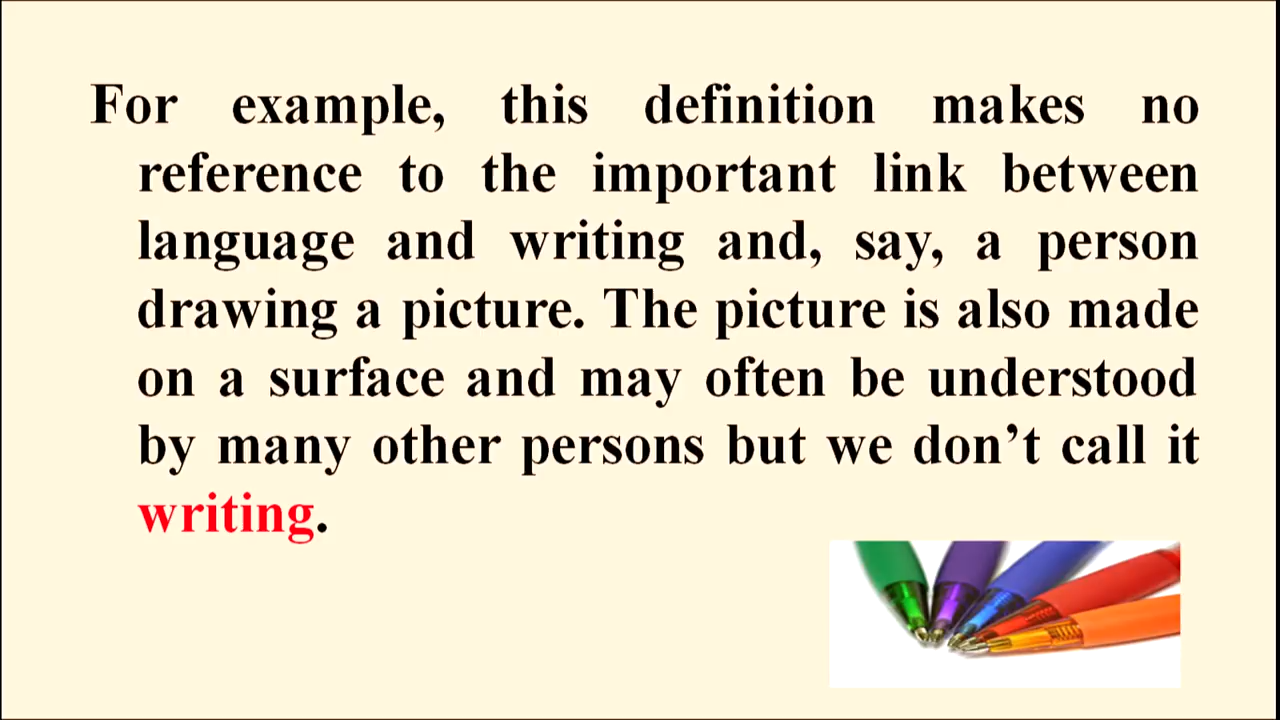 For example, this definition makes no
reference to the important link between
language and writing and, say, a person
drawing a picture. The picture is also made
on a surface and may often be understood
by many other persons but we don’t call it
writing.